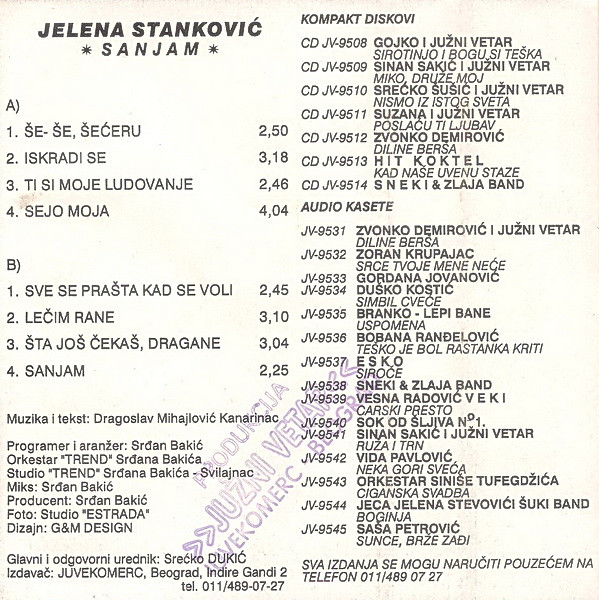 JELENA STANKOVIĆ
* SANJAM *
A)
1. ŠE- ŠE, ŠEĆERU 2,50
2. ISKRADI SE 3,18
3. TI SI MOJE LUDOVANJE 2,46
4. SEJO MOJA 4,04
B)
1. SVE SE PRAŠTA KAD SE VOLI 2,45
2. LEČIM RANE 3,10
3. ŠTA JOŠ ČEKAŠ, DRAGANE 3,04
4. SANJAM 2,25
Muzika i tekst: Dragoslav Mihajlović Kanarinac
Programer i aranžer: Srđan Bakić
Orkestar "TREND" Srđana Bakića
Studio "TREND" Srđana Bakića - Svilajnac
Miks: Srđan Bakić
Producent: Srđan Bakić
Foto: Studio "ESTRADA"
Dizajn: G&M DESIGN
Glavni i odgovorni urednik: Srećko DUKIĆ
Izdavač: JUVEKOMERC, Beograd, Indire Gandi 2
tel. 011/489-07-27
PRODUKCIJA
»JUŽNI VETAR«
JUVEKOMERC - BEOGRAD
KOMPAKT DISKOVI
CD JV-9508 GOJKO I JUŽNI VETAR
SIROTINJO I BOGU SI TEŠKA
CD JV-9509 SINAN SAKIĆ I JUŽNI VETAR
MIKO, DRUŽE MOJ
CD JV-9510 SREĆKO ŠUŠIĆ I JUŽNI VETAR
NISMO IZ ISTOG SVETA
CD JV-9511 SUZANA I JUŽNI VETAR
POSLAĆU TI LJUBAV
CD JV-9512 ZVONKO DEMIROVIĆ
DILINE BERŠA
CD JV-9513 HIT KOKTEL
KAD NAŠE UVENU STAZE
CD JV-9514 SNEKI & ZLAJA BAND
AUDIO KASETE
JV-9531 ZVONKO DEMIROVIĆ I JUŽNI VETAR
DILINE BERŠA
JV-9532 ZORAN KRUPAJAC
SRCE TVOJE MENE NEĆE
JV-9533 GORDANA JOVANOVIĆ
JV-9534 DUŠKO KOSTIĆ
SIMBIL CVEĆE
JV-9535 BRANKO - LEPI BANE
USPOMENA
JV-9536 BOBANA RANĐELOVIĆ
TEŠKO JE BOL RASTANKA KRITI
JV-9537 ESKO
SIROČE
JV-9538 SNEKI & ZLAJA BAND
JV-9539 VESNA RADOVIĆ VEKI
CARSKI PRESTO
JV-9540 SOK OD ŠLJIVA Nº1.
JV-9541 SINAN SAKIĆ I JUŽNI VETAR
RUŽA I TRN
JV-9542 VIDA PAVLOVIĆ
NEKA GORI SVEĆA
JV-9543 ORKESTAR SINIŠE TUFEGDŽIĆA
CIGANSKA SVADBA
JV-9544 JECA JELENA STEVOVIĆI ŠUKI BAND
BOGINJA
JV-9545 SAŠA PETROVIĆ
SUNCE, BRŽE ZAĐI
SVA IZDANJA SE MOGU NARUČITI POUZEĆEM NA
TELEFON 011/489 07 27